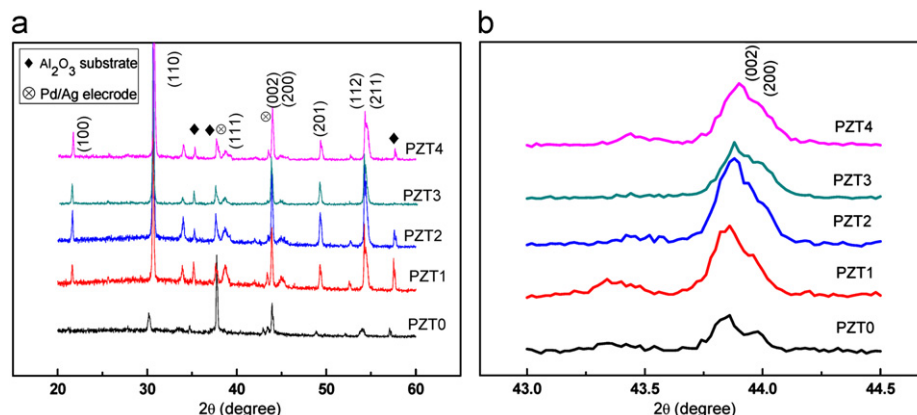 a
◆ Al2O3 substrate
⊗ Pd/Ag elecrode
(100)
(110)
(111)
(002)
(200)
(201)
(112)
(211)
PZT4
PZT3
PZT2
PZT1
PZT0
20 30 40 50 60
2θ (degree)
b
(002)
(200)
PZT4
PZT3
PZT2
PZT1
PZT0
43.0 43.5 44.0 44.5
2θ (degree)